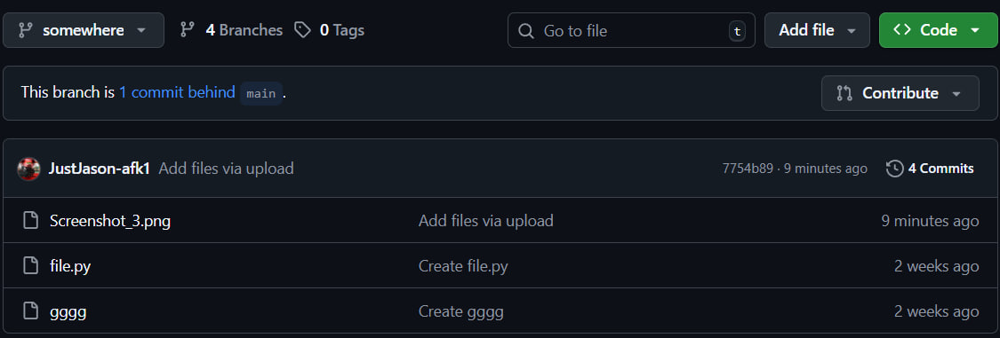 somewhere 4 Branches 0 Tags Go to file t Add file Code
This branch is 1 commit behind main .
Contribute
JustJason-afk1 Add files via upload 7754b89 · 9 minutes ago 4 Commits
Screenshot_3.png Add files via upload 9 minutes ago
file.py Create file.py 2 weeks ago
gggg Create gggg 2 weeks ago